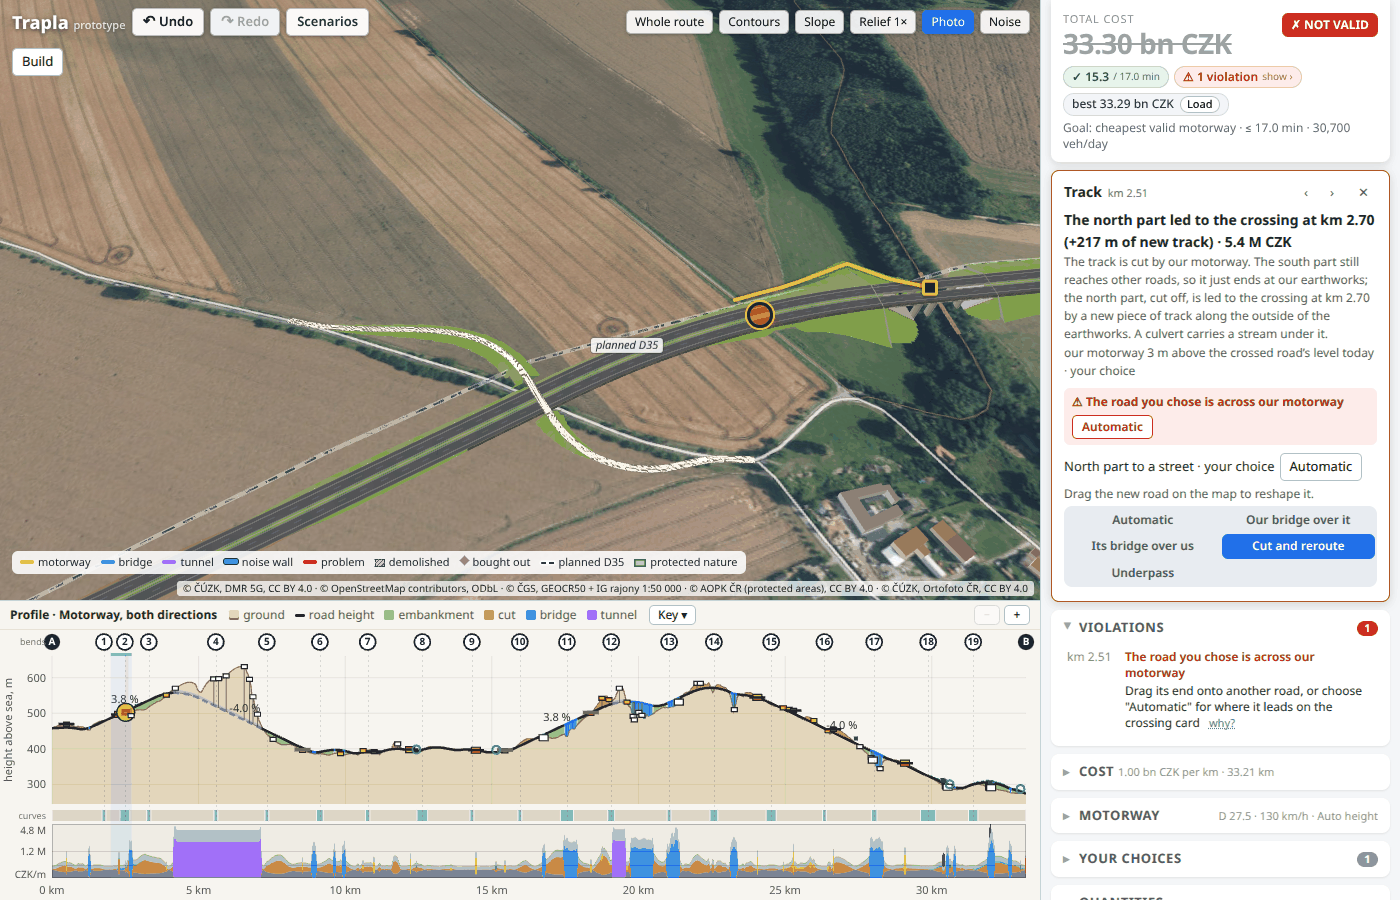 Trapla prototype
↶ Undo
↷ Redo
Scenarios
Whole route
Contours
Slope
Relief 1×
Photo
Noise
Build
planned D35
motorway
bridge
tunnel
noise wall
problem
demolished
bought out
planned D35
protected nature
© ČÚZK, DMR 5G, CC BY 4.0 · © OpenStreetMap contributors, ODbL · © ČGS, GEOCR50 + IG rajony 1:50 000 · © AOPK ČR (protected areas), CC BY 4.0 · © ČÚZK, Ortofoto ČR, CC BY 4.0
Profile · Motorway, both directions
ground
road height
embankment
cut
bridge
tunnel
Key ▾
−
+
bends
A 1 2 3 4 5 6 7 8 9 10 11 12 13 14 15 16 17 18 19 B
height above sea, m
600
500
400
300
3.8 %
-4.0 %
3.8 %
-4.0 %
curves
4.8 M
1.2 M
CZK/m
0 km 5 km 10 km 15 km 20 km 25 km 30 km
TOTAL COST
✗ NOT VALID
33.30 bn CZK
✓ 15.3 / 17.0 min
⚠ 1 violation show ›
best 33.29 bn CZK Load
Goal: cheapest valid motorway · ≤ 17.0 min · 30,700
veh/day
Track km 2.51
‹ › ✕
The north part led to the crossing at km 2.70
(+217 m of new track) · 5.4 M CZK
The track is cut by our motorway. The south part still
reaches other roads, so it just ends at our earthworks;
the north part, cut off, is led to the crossing at km 2.70
by a new piece of track along the outside of the
earthworks. A culvert carries a stream under it.
our motorway 3 m above the crossed road's level today
· your choice
⚠ The road you chose is across our motorway
Automatic
North part to a street · your choice Automatic
Drag the new road on the map to reshape it.
Automatic
Our bridge over it
Its bridge over us
Cut and reroute
Underpass
▼ VIOLATIONS 1
km 2.51 The road you chose is across our
motorway
Drag its end onto another road, or choose
"Automatic" for where it leads on the
crossing card why?
▶ COST 1.00 bn CZK per km · 33.21 km
▶ MOTORWAY D 27.5 · 130 km/h · Auto height
▶ YOUR CHOICES 1